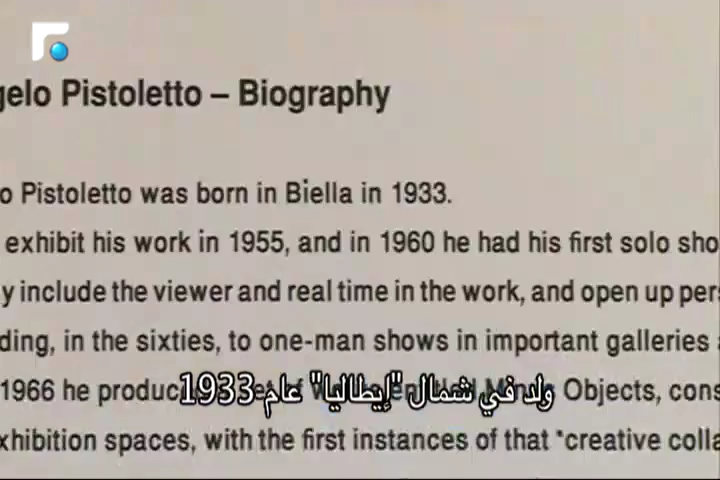 gelo Pistoletto – Biography
o Pistoletto was born in Biella in 1933.
exhibit his work in 1955, and in 1960 he had his first solo sho
y include the viewer and real time in the work, and open up per
ding, in the sixties, to one-man shows in important galleries
1966 he produc Objects, cons
ولد في شمال "إيطاليا" عام 1933
xhibition spaces, with the first instances of that "creative colla